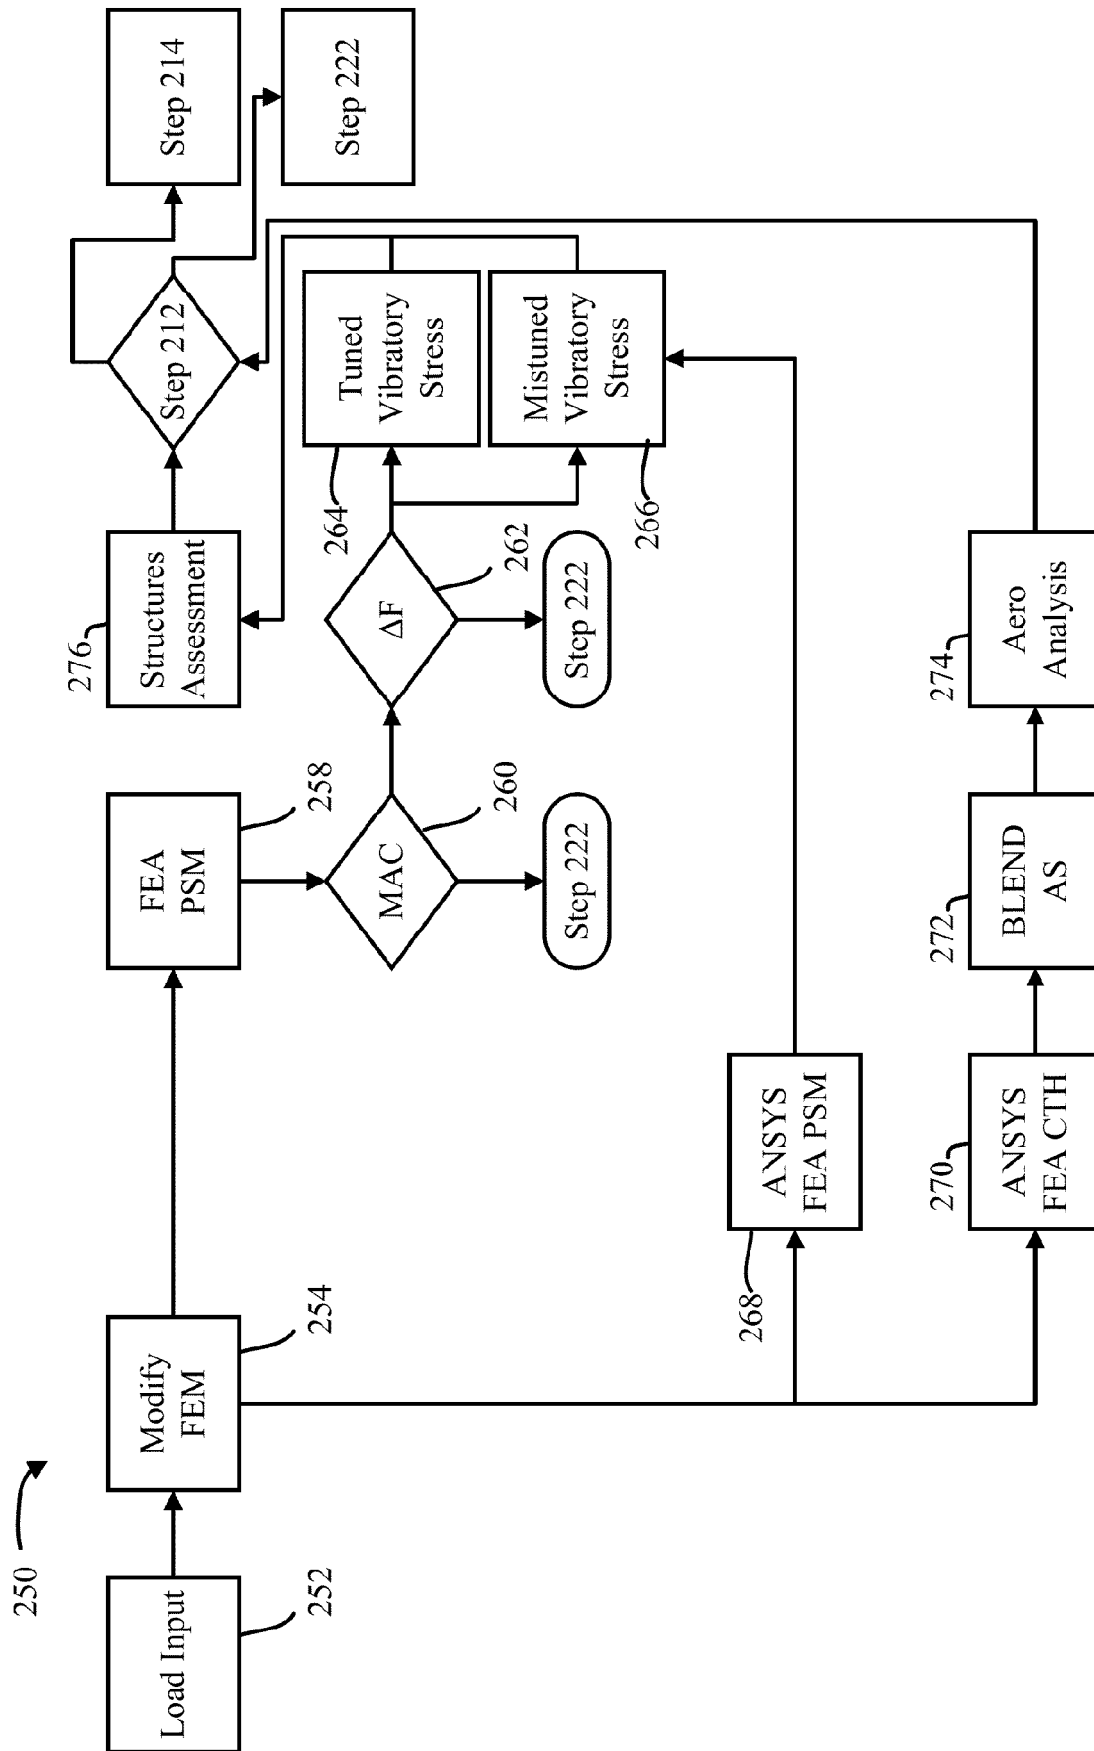 250
Load Input
252
Modify
FEM
254
FEA
PSM
258
MAC
260
Step 222
ΔF
262
Step 222
Tuned
Vibratory
Stress
264
Mistuned
Vibratory
Stress
266
276
Structures
Assessment
Step 212
Step 214
Step 222
ANSYS
FEA PSM
268
270
ANSYS
FEA CTH
272
BLEND
AS
274
Aero
Analysis